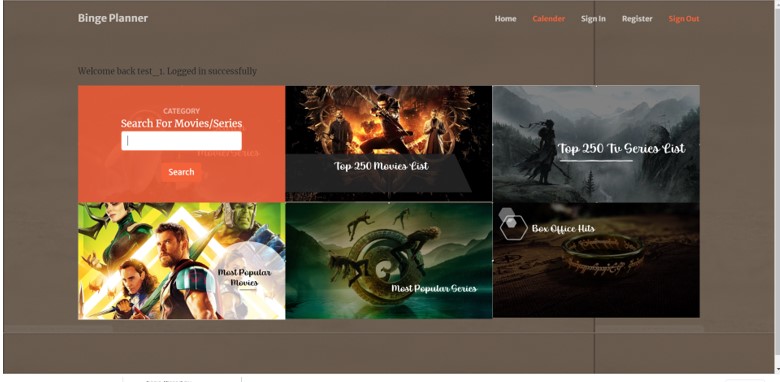 Binge Planner
Home Calender Sign In Register Sign Out
Welcome back test_1. Logged in successfully
CATEGORY
Search For Movies/Series
Search
Top 250 Movies List
Top 250 Tv Series List
Most Popular
Movies
Most Popular Series
Box Office Hits